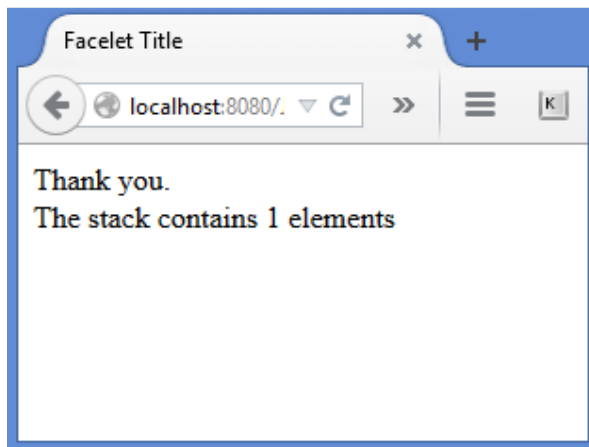 Facelet Title
localhost:8080/.
K
Thank you.
The stack contains 1 elements